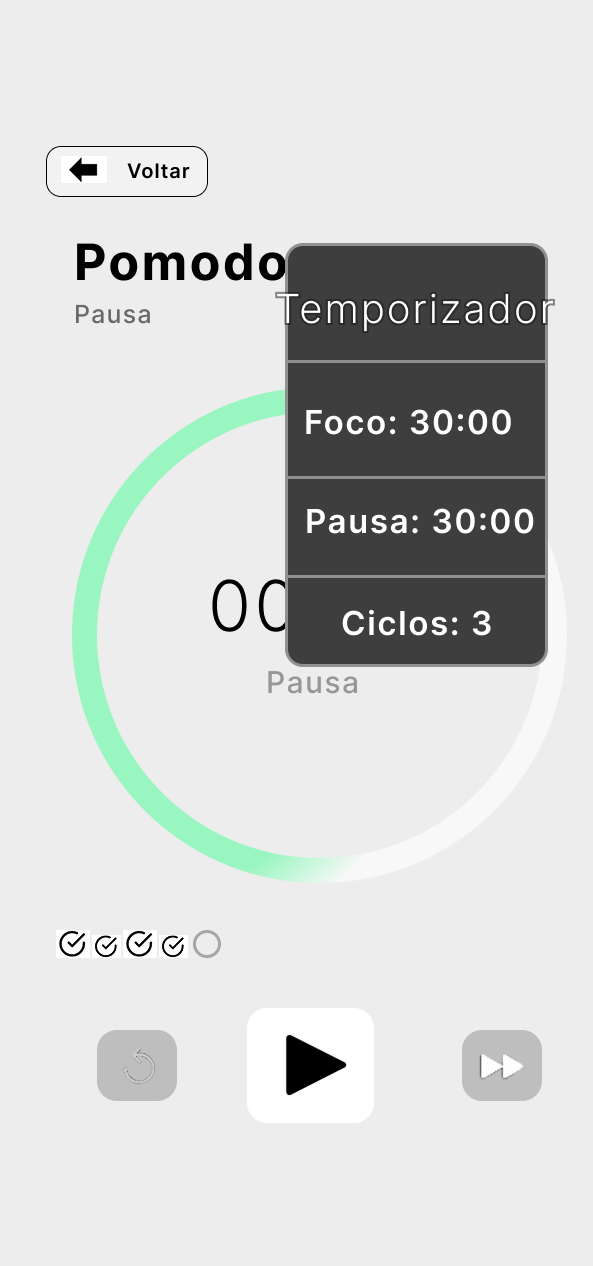 Voltar
Pomodo
Pausa
Temporizador
Foco: 30:00
Pausa: 30:00
Ciclos: 3
00
Pausa